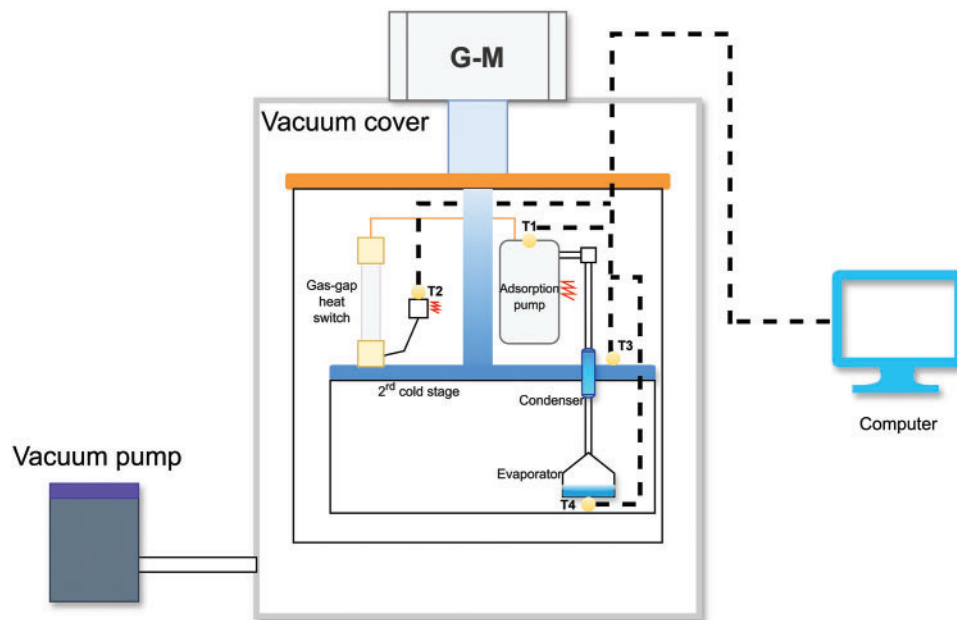 G-M
Vacuum cover
T1
Gas-gap
heat
switch
T2
Adsorption
pump
T3
2rd cold stage
Condenser
Computer
Vacuum pump
Evaporator
T4